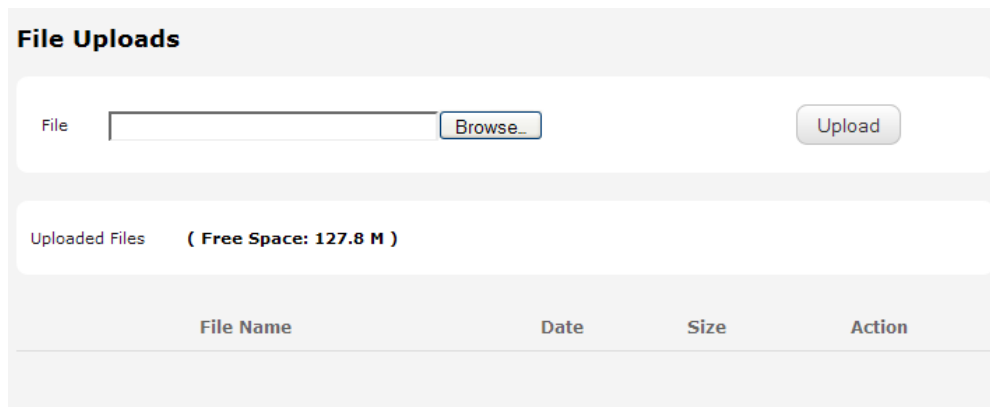 File Uploads
File Browse... Upload
Uploaded Files ( Free Space: 127.8 M )
File Name Date Size Action